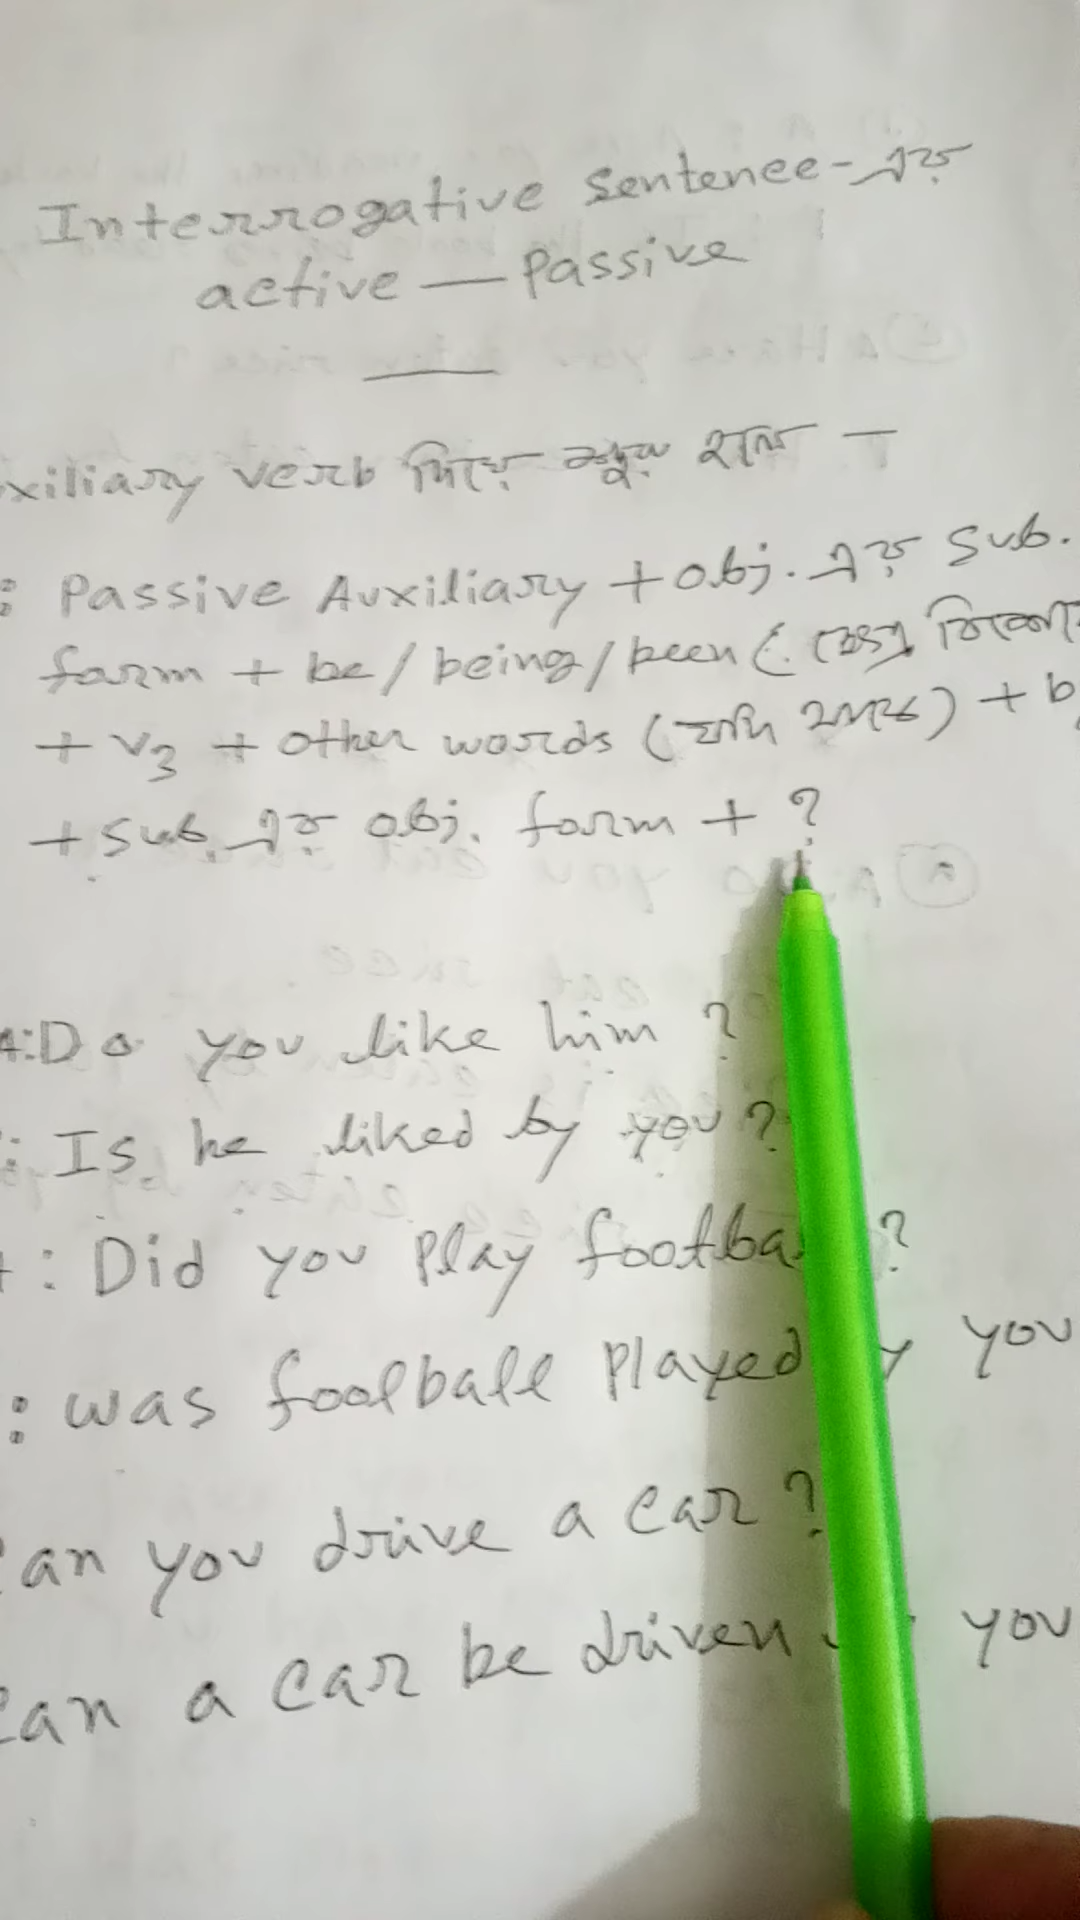 Interrogative Sentence-এর
active — Passive
xiliary verb দিয়ে শুরু হলে —
: Passive Auxiliary + obj. এর sub.
form + be/being/been (
+ V3 + other words (যদি থাকে) + b
+ sub. এর obj. form + ?
A: Do you like him ?
: Is he liked by you ?
: Did you Play footba ?
: was foolball Played y you
an you drive a car ?
can a car be driven you